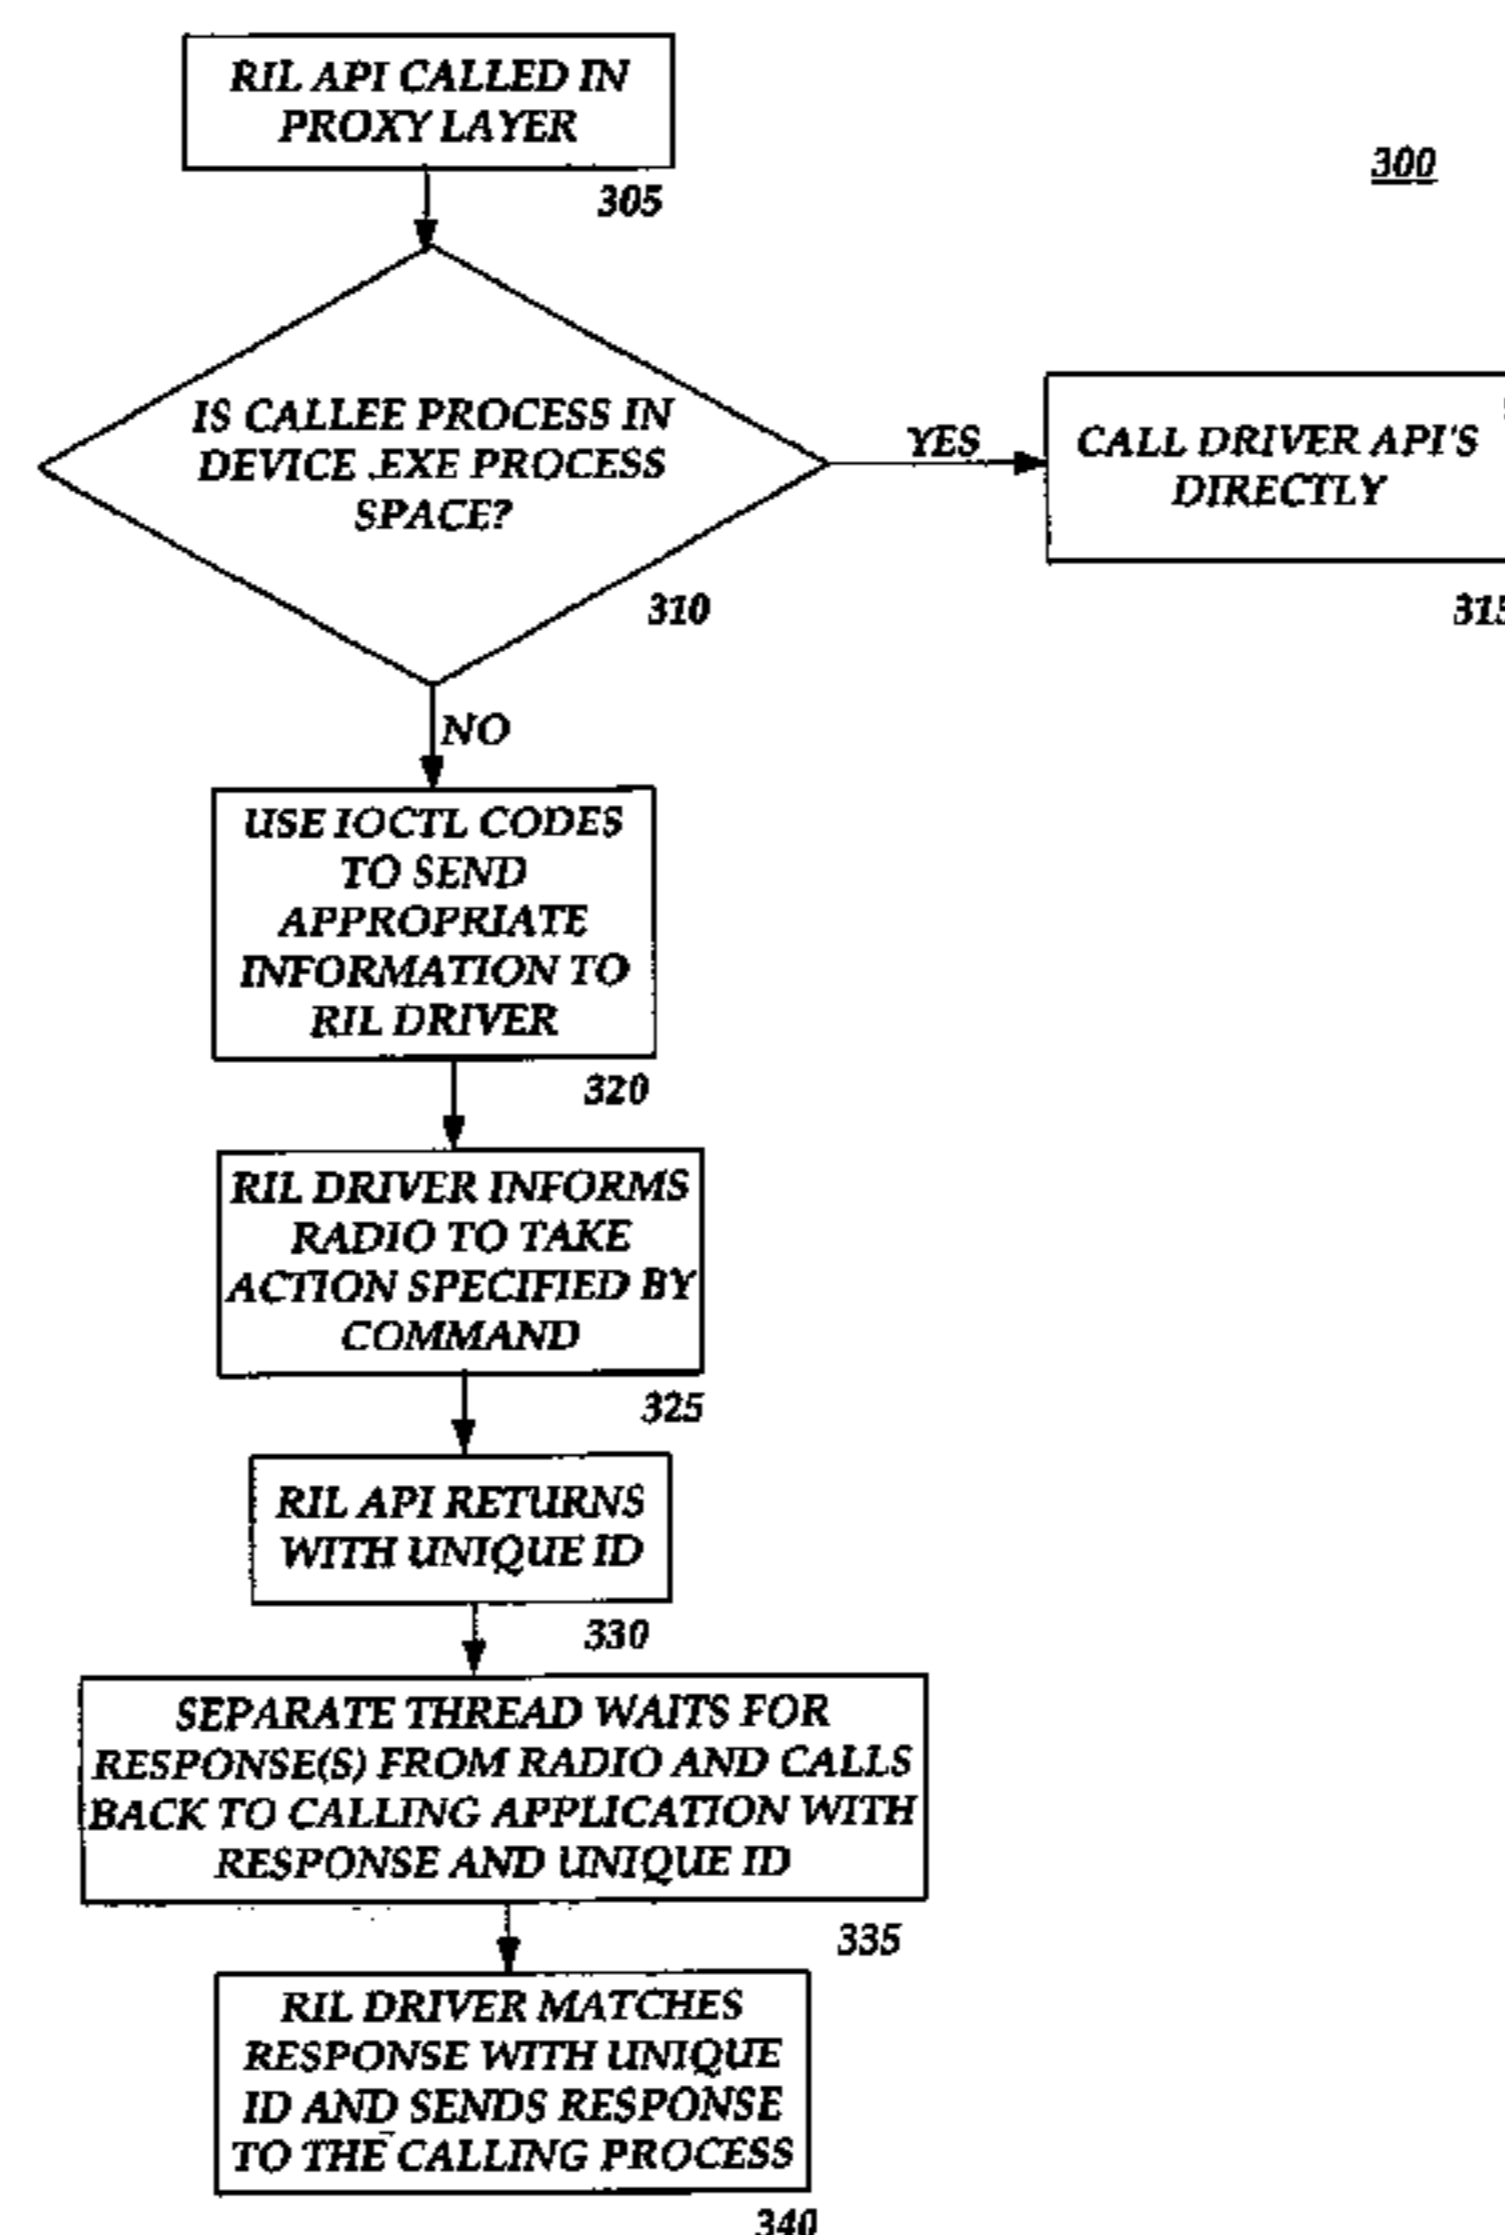 RIL API CALLED IN
PROXY LAYER
305
300
IS CALLEE PROCESS IN
DEVICE .EXE PROCESS
SPACE?
310
YES
CALL DRIVER API'S
DIRECTLY
315
NO
USE IOCTL CODES
TO SEND
APPROPRIATE
INFORMATION TO
RIL DRIVER
320
RIL DRIVER INFORMS
RADIO TO TAKE
ACTION SPECIFIED BY
COMMAND
325
RIL API RETURNS
WITH UNIQUE ID
330
SEPARATE THREAD WAITS FOR
RESPONSE(S) FROM RADIO AND CALLS
BACK TO CALLING APPLICATION WITH
RESPONSE AND UNIQUE ID
335
RIL DRIVER MATCHES
RESPONSE WITH UNIQUE
ID AND SENDS RESPONSE
TO THE CALLING PROCESS
340